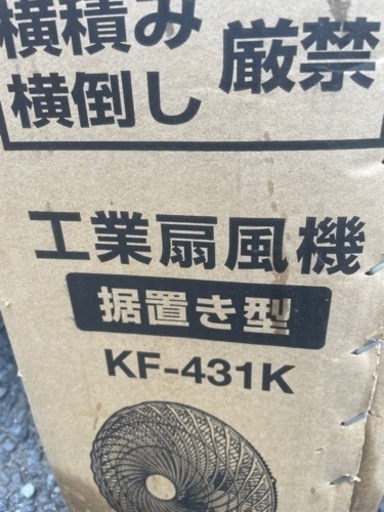 横積み
横倒し 厳禁
工業扇風機
据置き型
KF-431K